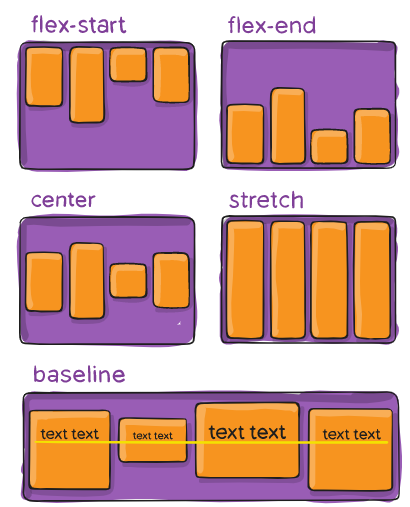 flex-start
flex-end
center
stretch
baseline
text text
text text
text text
text text